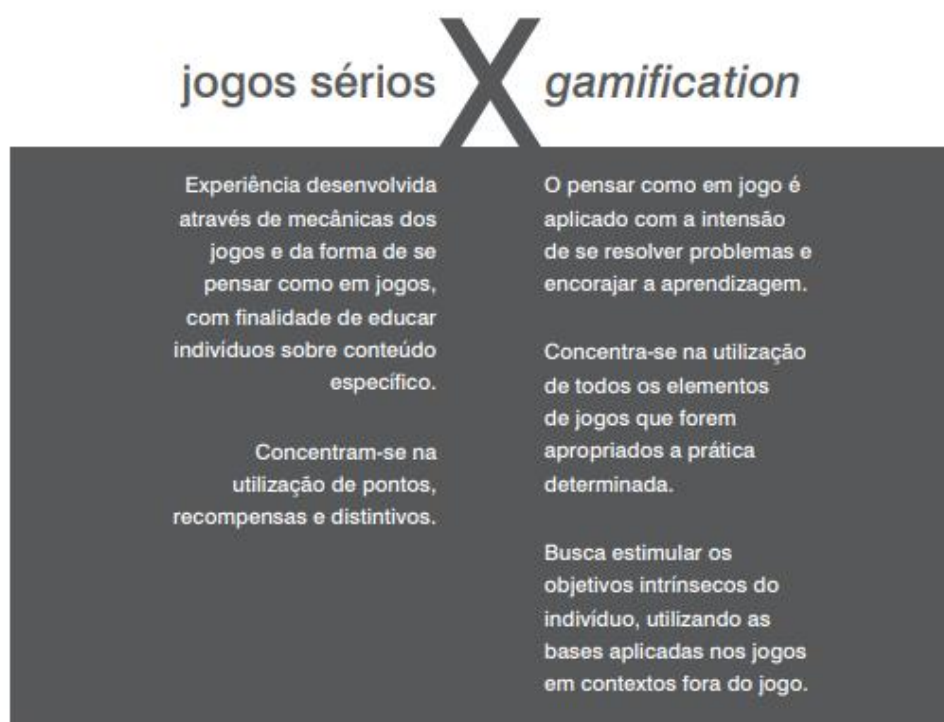 jogos sérios X gamification
Experiência desenvolvida
através de mecânicas dos
jogos e da forma de se
pensar como em jogos,
com finalidade de educar
indivíduos sobre conteúdo
específico.
Concentram-se na
utilização de pontos,
recompensas e distintivos.
O pensar como em jogo é
aplicado com a intensão
de se resolver problemas e
encorajar a aprendizagem.
Concentra-se na utilização
de todos os elementos
de jogos que forem
apropriados a prática
determinada.
Busca estimular os
objetivos intrínsecos do
indivíduo, utilizando as
bases aplicadas nos jogos
em contextos fora do jogo.